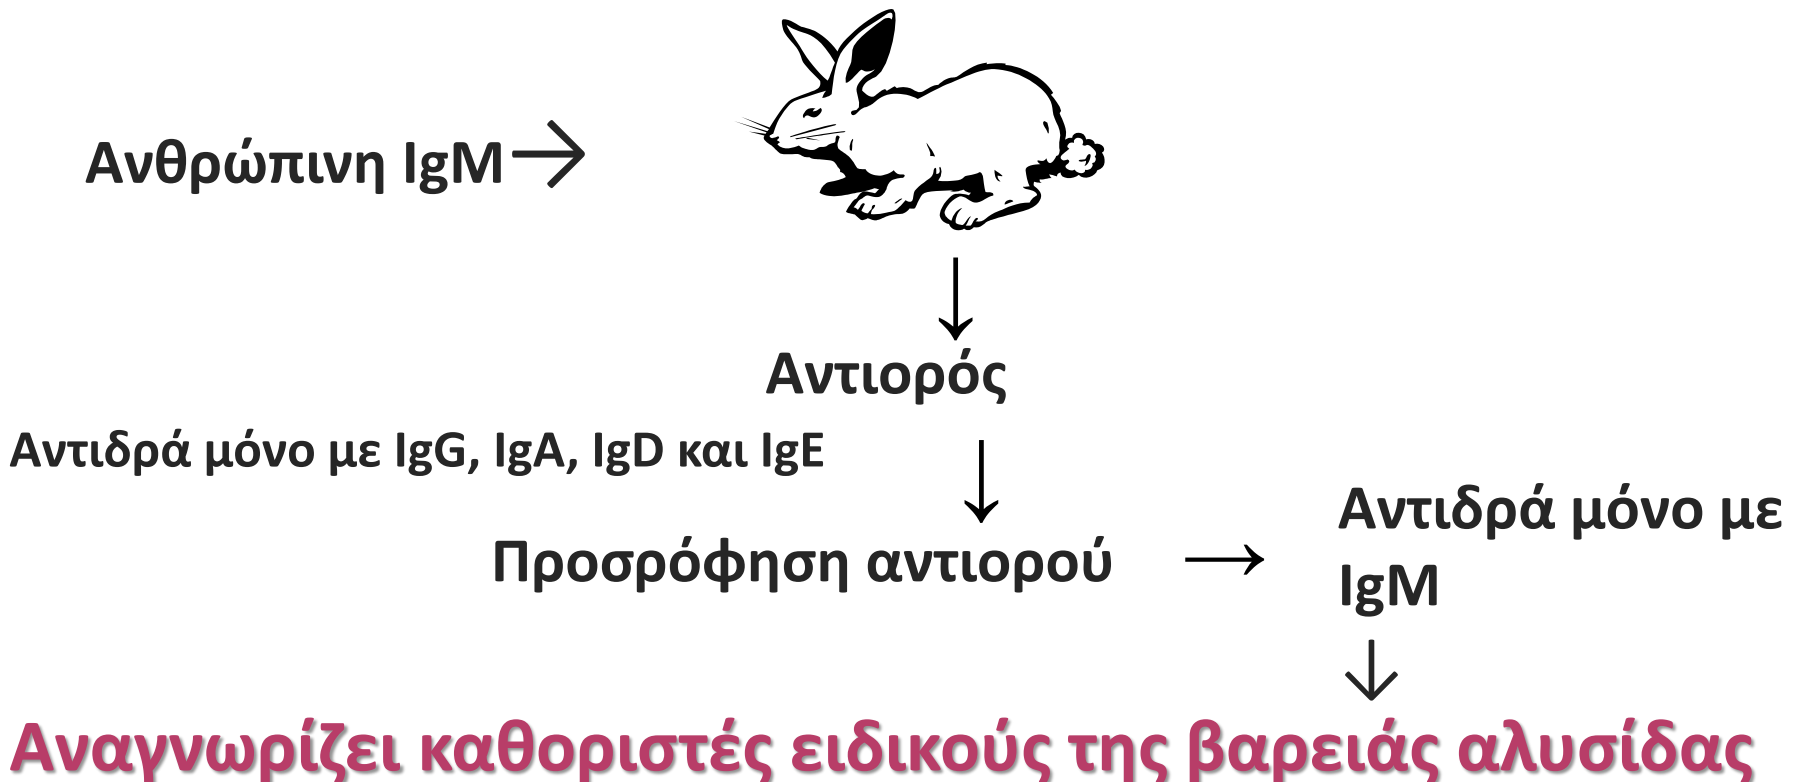 Ανθρώπινη IgM →
Αντιορός
Αντιδρά μόνο με IgG, IgA, IgD και IgE
Προσρόφηση αντιορού →
Αντιδρά μόνο με
IgM
Αναγνωρίζει καθοριστές ειδικούς της βαρειάς αλυσίδας